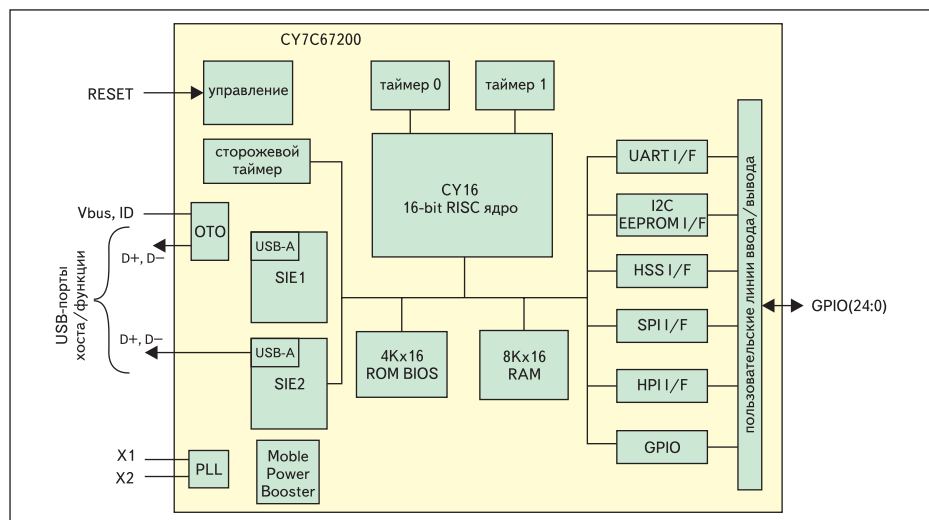 CY7C67200
RESET
управление
таймер 0
таймер 1
сторожевой
таймер
CY16
16-bit RISC ядро
Vbus, ID
OTO
D+, D−
USB-порты
хоста/функции
USB-A
SIE1
D+, D−
USB-A
SIE2
4Kx16
ROM BIOS
8Kx16
RAM
UART I/F
I2C
EEPROM I/F
HSS I/F
SPI I/F
HPI I/F
GPIO
пользовательские линии ввода/вывода
GPIO(24:0)
X1
X2
PLL
Moble
Power
Booster